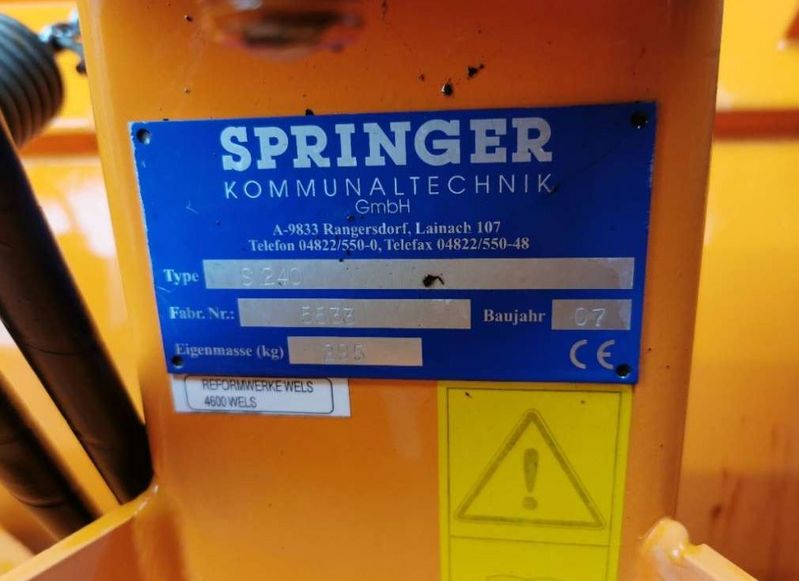 SPRINGER
KOMMUNALTECHNIK
GmbH
A-9833 Rangersdorf, Lainach 107
Telefon 04822/550-0, Telefax 04822/550-48
Type S 240
Fabr. Nr.: Baujahr 07
Eigenmasse (kg) 295
CE
REFORMWERKE WELS
4600 WELS